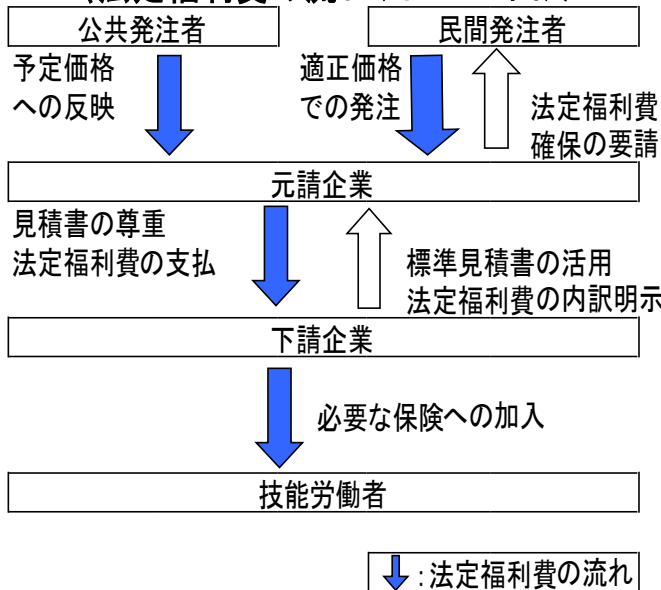 公共発注者
民間発注者
予定価格
への反映
適正価格
での発注
法定福利費
確保の要請
元請企業
見積書の尊重
法定福利費の支払
標準見積書の活用
法定福利費の内訳明示
下請企業
必要な保険への加入
技能労働者
:法定福利費の流れ